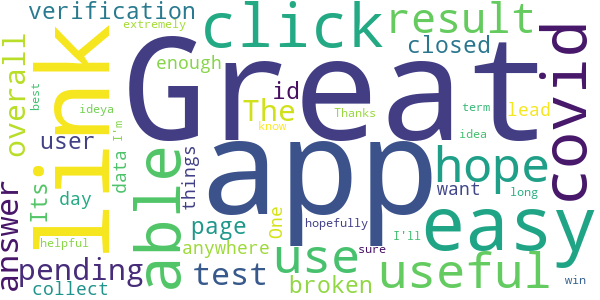 verification
extremely
click
result
closed
enough
overall
link
Great
covid
id
The
Thanks
term
lead
best
ideya
I'm
know
idea
user
app
hope
able
Its
data
things
day
want
long
answer
page
One
hopefully
easy
helpful
anywhere
I'll
sure
pending
test
use
useful
collect
broken
win